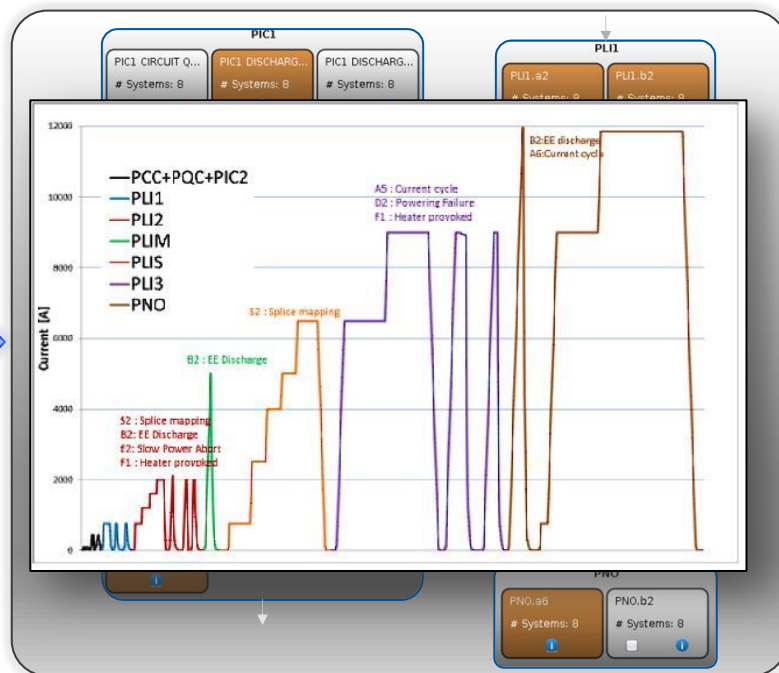 PIC1
PIC1 CIRCUIT Q...
# Systems: 8
PIC1 DISCHARG...
# Systems: 8
PIC1 DISCHARG...
# Systems: 8
PLI1
PLI1.a2
# Systems: 8
PLI1.b2
# Systems: 8
Current [A]
12000
10000
8000
6000
4000
2000
0
PCC+PQC+PIC2
PLI1
PLI2
PLIM
PLIS
PLI3
PNO
S2 : Splice mapping
B2: EE Discharge
E2: Slow Power Abort
F1 : Heater provoked
B2 : EE Discharge
S2 : Splice mapping
A5 : Current cycle
D2 : Powering Failure
F1 : Heater provoked
B2:EE discharge
A6:Current cycle
PNO
PNO.a6
# Systems: 8
PNO.b2
# Systems: 8